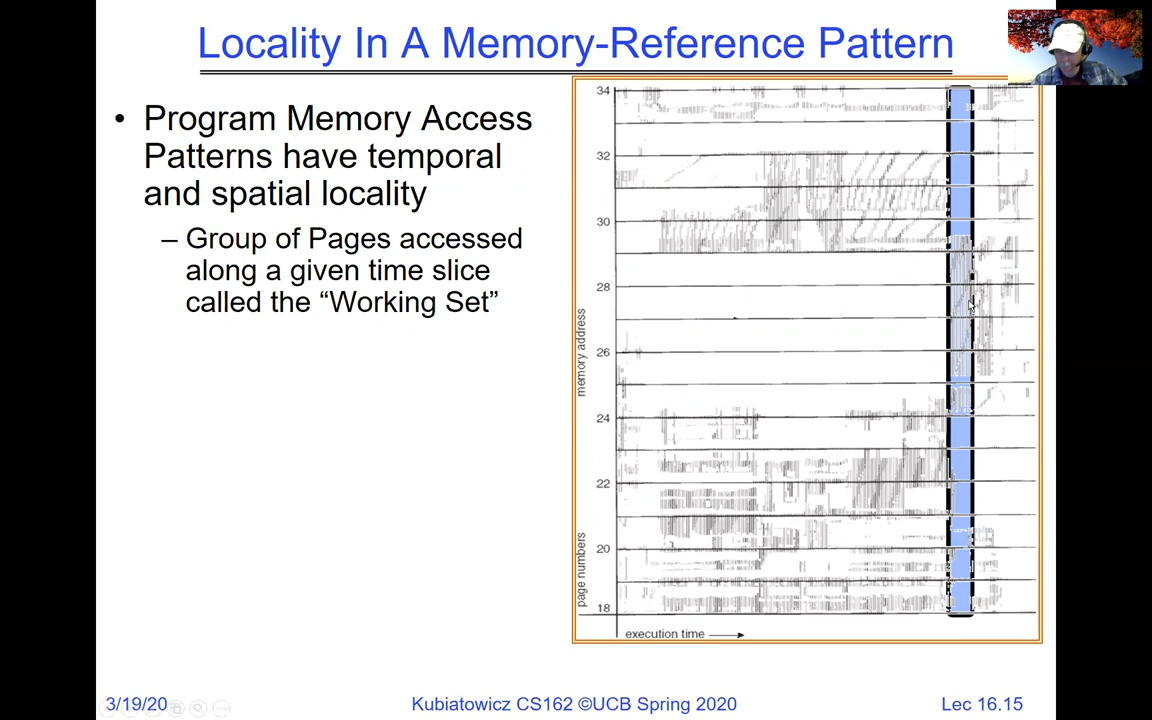 Locality In A Memory-Reference Pattern
• Program Memory Access
Patterns have temporal
and spatial locality
– Group of Pages accessed
along a given time slice
called the “Working Set”
34
32
30
28
26
24
22
20
18
memory address
page numbers
execution time
3/19/20
Kubiatowicz CS162 ©UCB Spring 2020
Lec 16.15